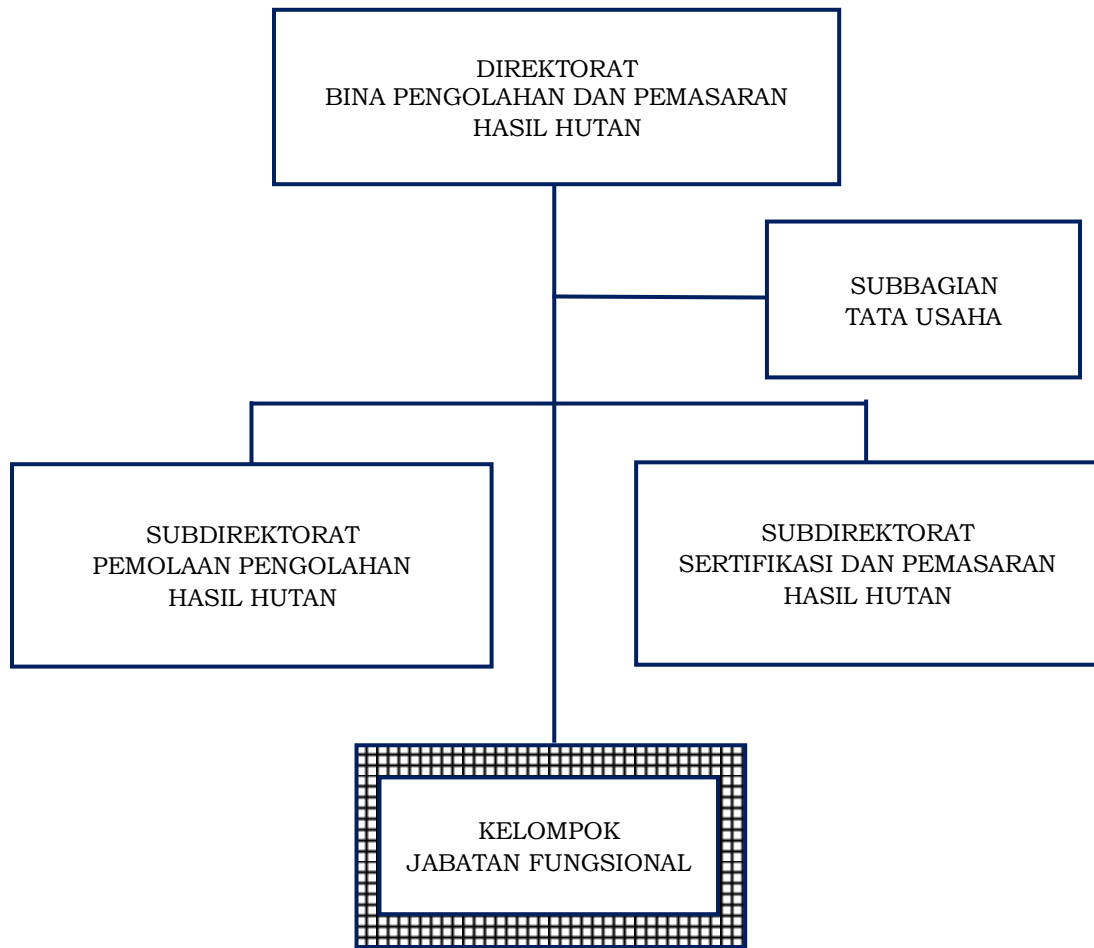 DIREKTORAT
BINA PENGOLAHAN DAN PEMASARAN
HASIL HUTAN
SUBBAGIAN
TATA USAHA
SUBDIREKTORAT
PEMOLAAN PENGOLAHAN
HASIL HUTAN
SUBDIREKTORAT
SERTIFIKASI DAN PEMASARAN
HASIL HUTAN
KELOMPOK
JABATAN FUNGSIONAL